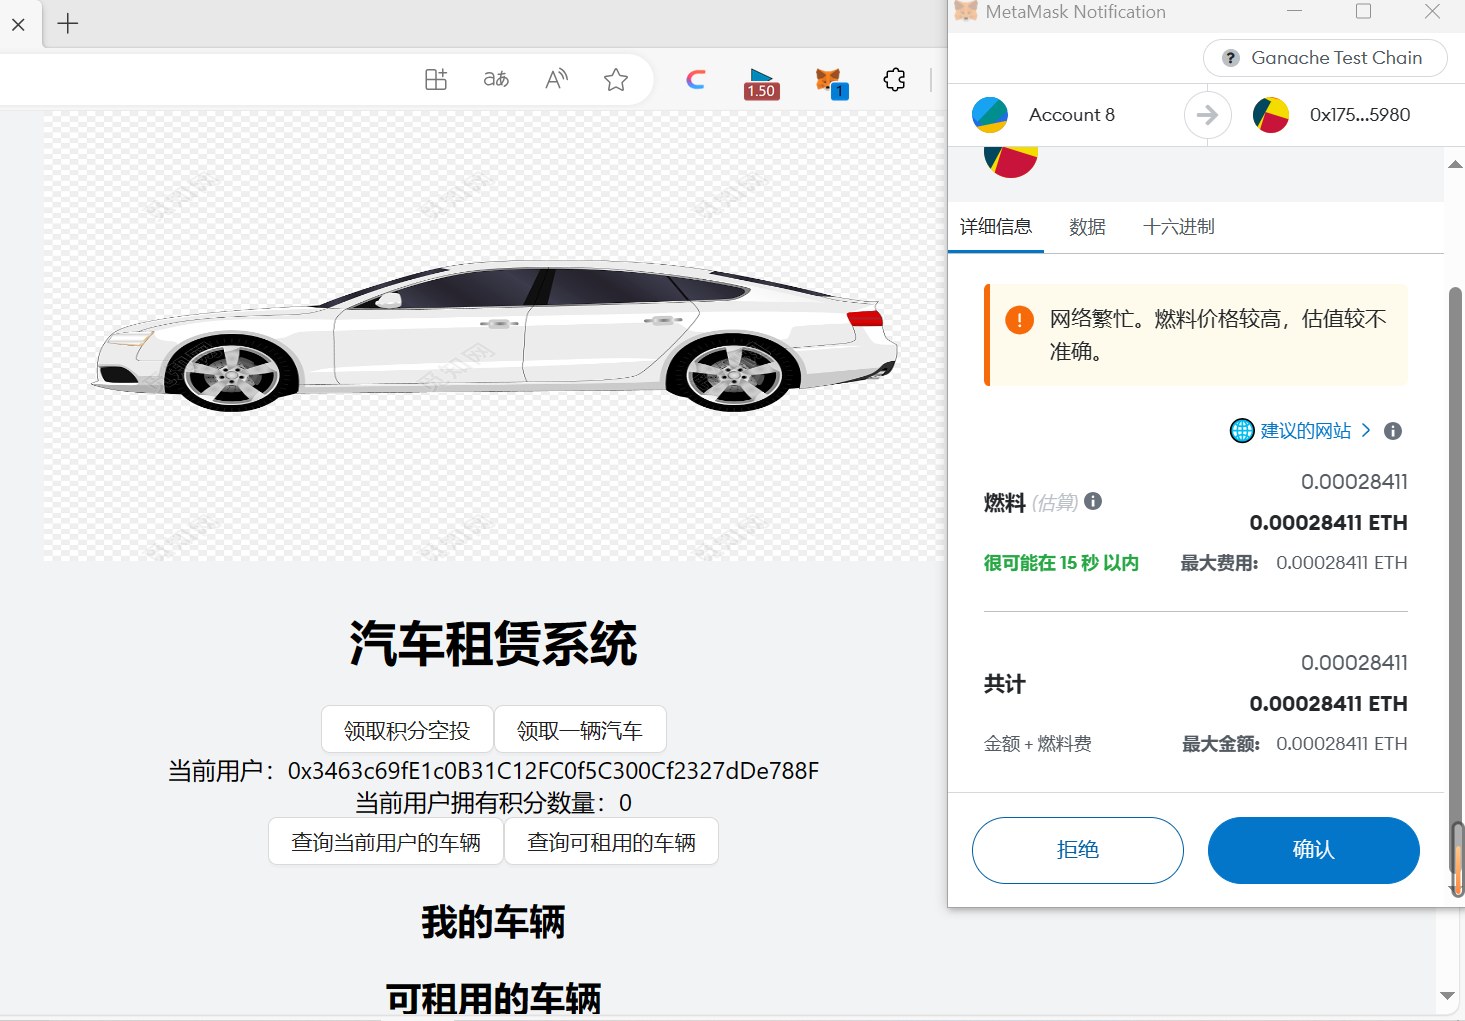 MetaMask Notification
Ganache Test Chain
Account 8
0x175...5980
1.50
1
详细信息
数据
十六进制
网络繁忙。燃料价格较高，估值较不
准确。
建议的网站
燃料 (估算)
0.00028411
0.00028411 ETH
很可能在 15 秒 以内
最大费用: 0.00028411 ETH
共计
0.00028411
0.00028411 ETH
金额 + 燃料费
最大金额: 0.00028411 ETH
拒绝
确认
汽车租赁系统
领取积分空投
领取一辆汽车
当前用户：0x3463c69fE1c0B31C12FC0f5C300Cf2327dDe788F
当前用户拥有积分数量：0
查询当前用户的车辆
查询可租用的车辆
我的车辆
可租用的车辆